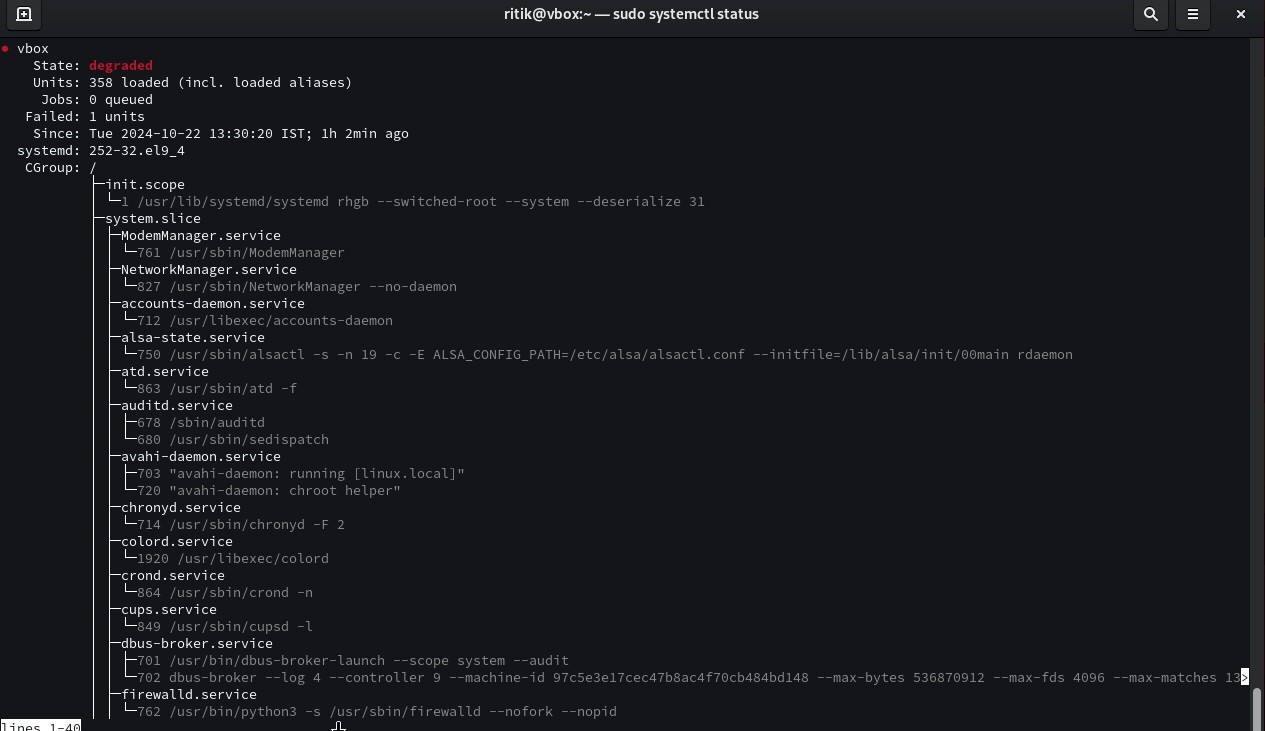 ritik@vbox:~ — sudo systemctl status
● vbox
State: degraded
Units: 358 loaded (incl. loaded aliases)
Jobs: 0 queued
Failed: 1 units
Since: Tue 2024-10-22 13:30:20 IST; 1h 2min ago
systemd: 252-32.el9_4
CGroup: /
├─init.scope
│ └─1 /usr/lib/systemd/systemd rhgb --switched-root --system --deserialize 31
├─system.slice
│ ├─ModemManager.service
│ │ └─761 /usr/sbin/ModemManager
│ ├─NetworkManager.service
│ │ └─827 /usr/sbin/NetworkManager --no-daemon
│ ├─accounts-daemon.service
│ │ └─712 /usr/libexec/accounts-daemon
│ ├─alsa-state.service
│ │ └─750 /usr/sbin/alsactl -s -n 19 -c -E ALSA_CONFIG_PATH=/etc/alsa/alsactl.conf --initfile=/lib/alsa/init/00main rdaemon
│ ├─atd.service
│ │ └─863 /usr/sbin/atd -f
│ ├─auditd.service
│ │ ├─678 /sbin/auditd
│ │ └─680 /usr/sbin/sedispatch
│ ├─avahi-daemon.service
│ │ ├─703 "avahi-daemon: running [linux.local]"
│ │ └─720 "avahi-daemon: chroot helper"
│ ├─chronyd.service
│ │ └─714 /usr/sbin/chronyd -F 2
│ ├─colord.service
│ │ └─1920 /usr/libexec/colord
│ ├─crond.service
│ │ └─864 /usr/sbin/crond -n
│ ├─cups.service
│ │ └─849 /usr/sbin/cupsd -l
│ ├─dbus-broker.service
│ │ ├─701 /usr/bin/dbus-broker-launch --scope system --audit
│ │ └─702 dbus-broker --log 4 --controller 9 --machine-id 97c5e3e17cec47b8ac4f70cb484bd148 --max-bytes 536870912 --max-fds 4096 --max-matches 13>
│ ├─firewalld.service
│ │ └─762 /usr/bin/python3 -s /usr/sbin/firewalld --nofork --nopid
lines 1-40